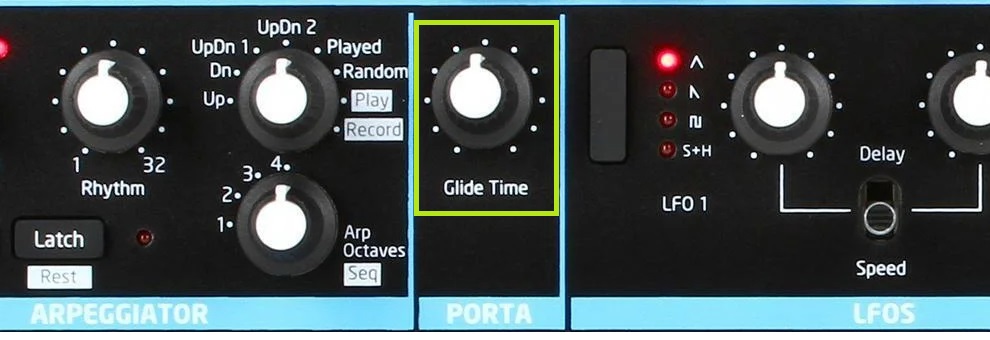 UpDn 2
UpDn 1
Played
Dn
Random
Up
Play
Record
1
32
Rhythm
4
3
2
1
Arp
Octaves
Seq
Latch
Rest
ARPEGGIATOR
Glide Time
PORTA
S+H
LFO 1
Delay
Speed
LFOS